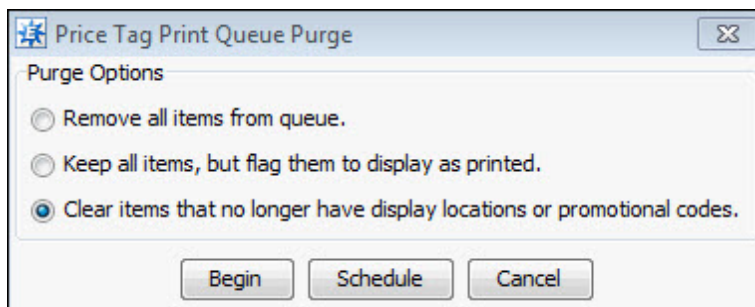 Price Tag Print Queue Purge
Purge Options
Remove all items from queue.
Keep all items, but flag them to display as printed.
Clear items that no longer have display locations or promotional codes.
Begin Schedule Cancel